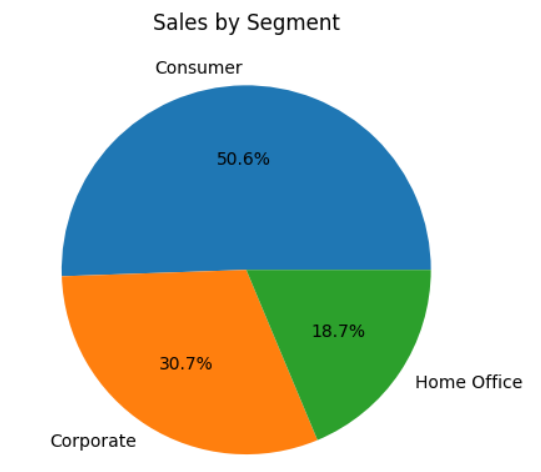 Sales by Segment
Consumer
50.6%
18.7%
30.7%
Home Office
Corporate